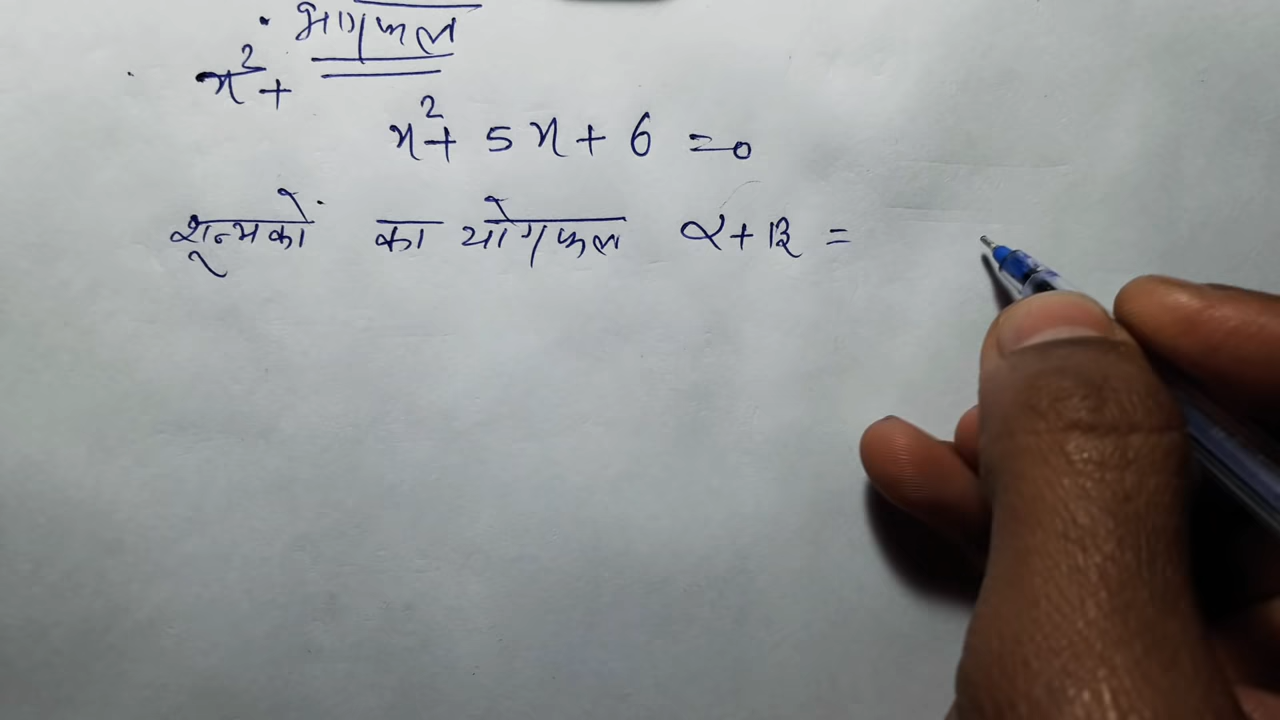 भागफल
x² +
x² + 5x + 6 = 0
शून्यकों का योगफल α + β =